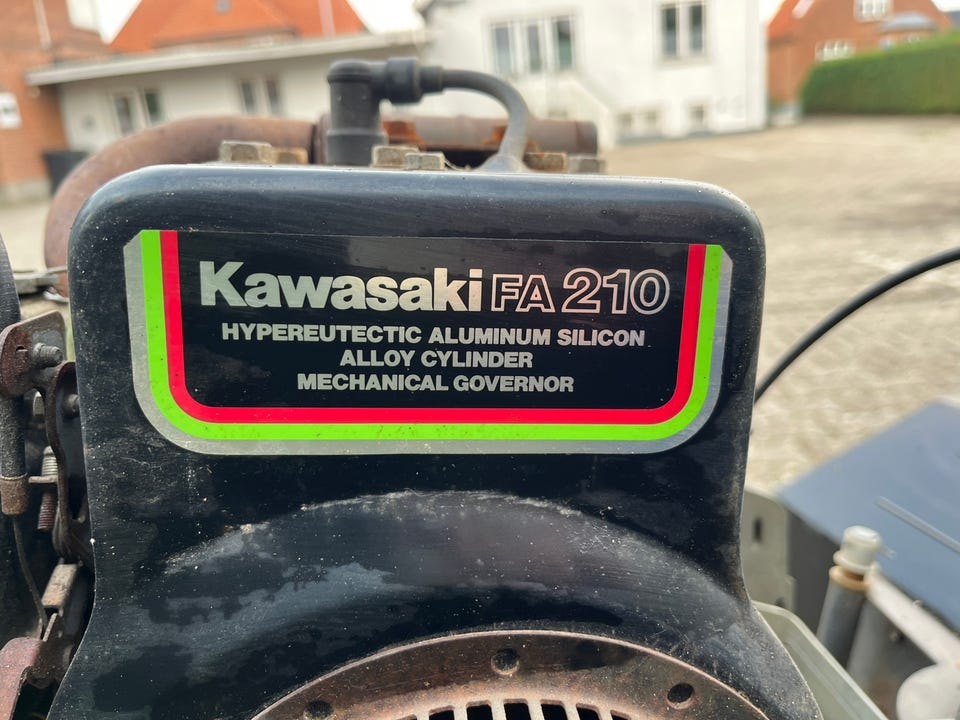 Kawasaki FA 210
HYPEREUTECTIC ALUMINUM SILICON
ALLOY CYLINDER
MECHANICAL GOVERNOR